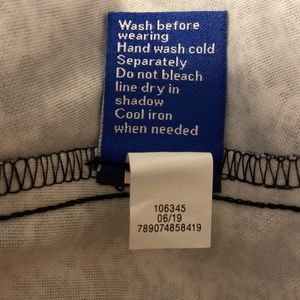 Wash before
wearing
Hand wash cold
Separately
Do not bleach
line dry in
shadow
Cool iron
when needed
106345
06/19
789074858419